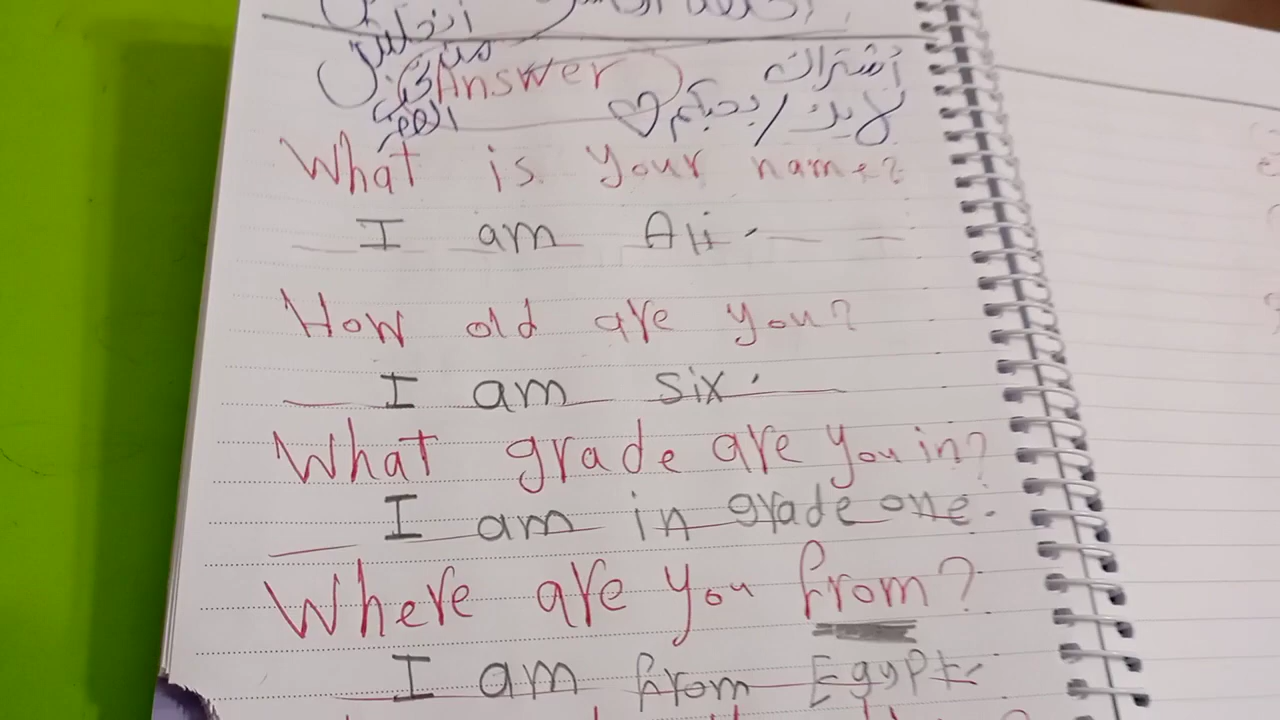 انجليزي
Answer
اشتراك
لايك / بحبكم
What is your name?
I am Ali.
How old are you?
I am six.
What grade are you in?
I am in grade one.
Where are you from?
I am from Egypt.